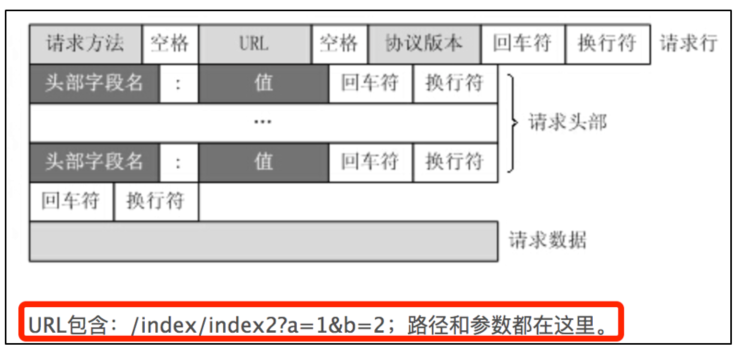 请求方法 空格 URL 空格 协议版本 回车符 换行符 请求行
头部字段名 : 值 回车符 换行符
... 请求头部
头部字段名 : 值 回车符 换行符
回车符 换行符
请求数据
URL包含：/index/index2?a=1&b=2；路径和参数都在这里。